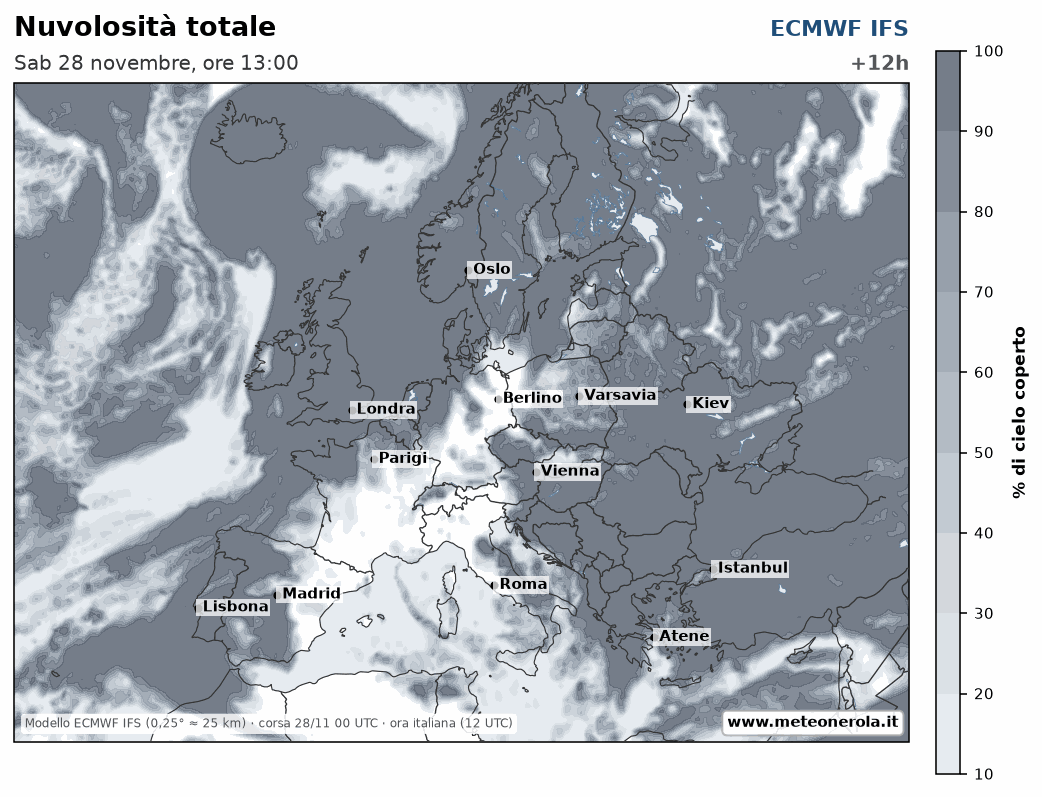 Nuvolosità totale
ECMWF IFS
Sab 28 novembre, ore 13:00
+12h
100
90
80
70
60
50
40
30
20
10
% di cielo coperto
Oslo
Berlino
Varsavia
Kiev
Londra
Parigi
Vienna
Istanbul
Roma
Madrid
Lisbona
Atene
Modello ECMWF IFS (0,25° ≈ 25 km) · corsa 28/11 00 UTC · ora italiana (12 UTC)
www.meteonerola.it